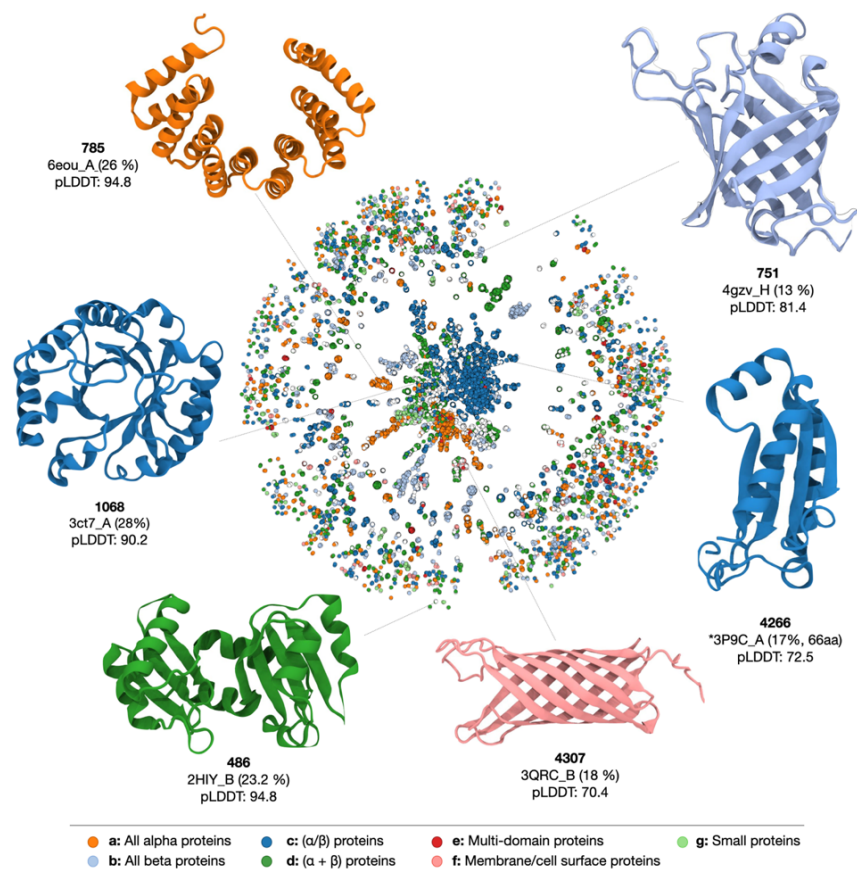 785
6eou_A (26 %)
pLDDT: 94.8
751
4gzv_H (13 %)
pLDDT: 81.4
1068
3ct7_A (28%)
pLDDT: 90.2
4266
*3P9C_A (17%, 66aa)
pLDDT: 72.5
486
2HIY_B (23.2 %)
pLDDT: 94.8
4307
3QRC_B (18 %)
pLDDT: 70.4
a: All alpha proteins c: (α/β) proteins e: Multi-domain proteins g: Small proteins
b: All beta proteins d: (α + β) proteins f: Membrane/cell surface proteins